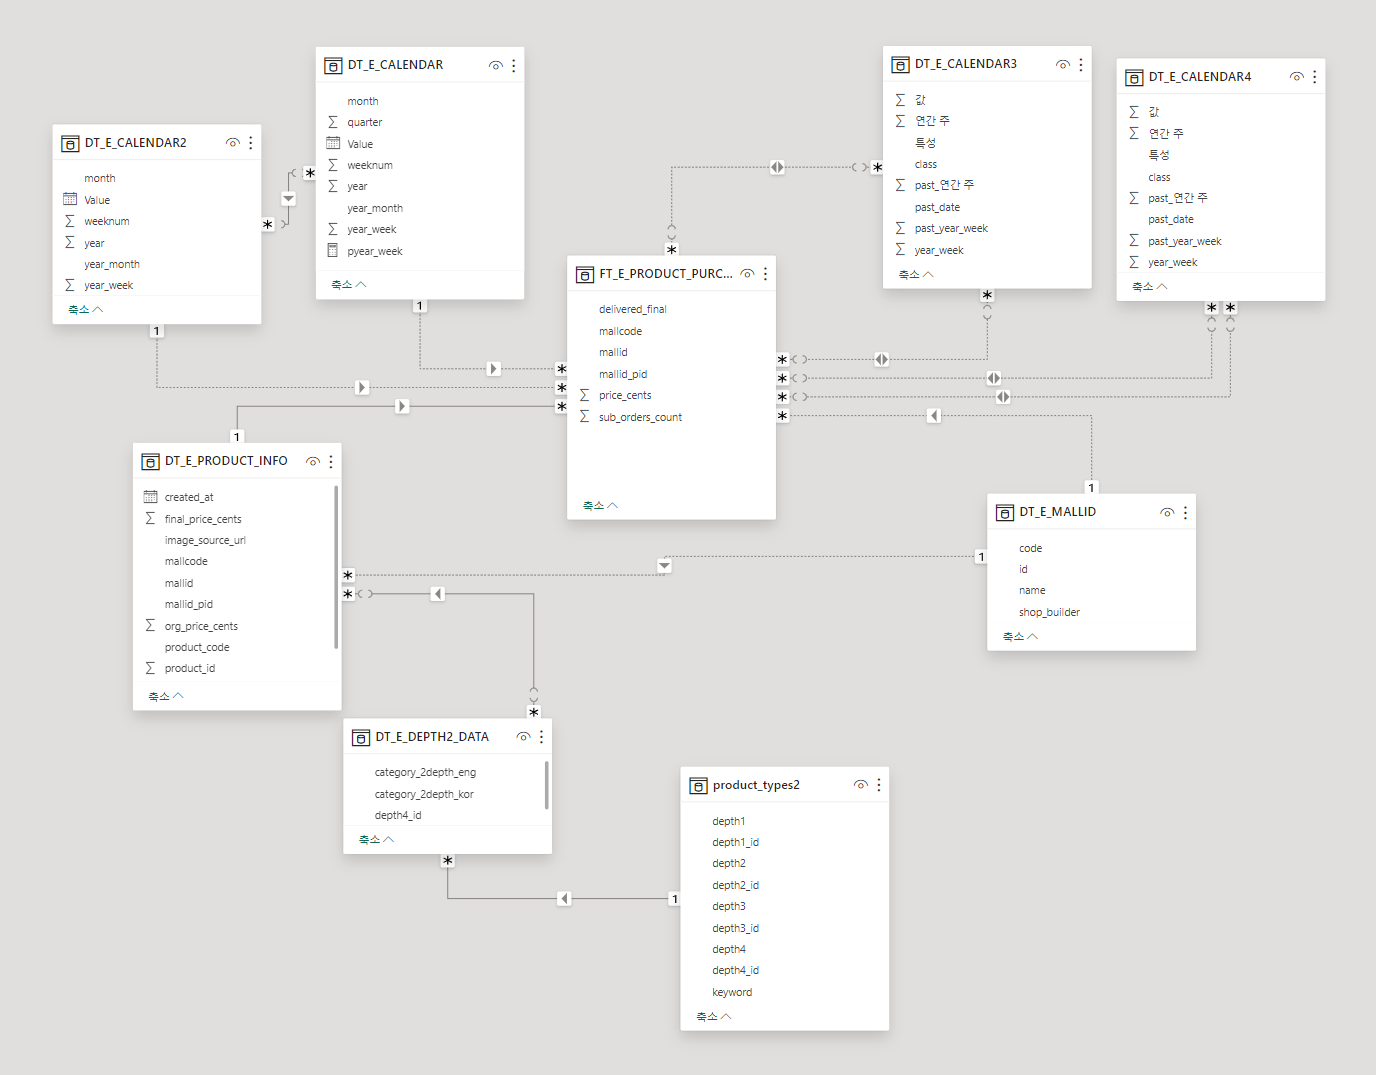 DT_E_CALENDAR2
month
Value
weeknum
year
year_month
year_week
축소
1
DT_E_CALENDAR
month
quarter
Value
weeknum
year
year_month
year_week
pyear_week
축소
1
FT_E_PRODUCT_PURC...
delivered_final
mallcode
mallid
mallid_pid
price_cents
sub_orders_count
축소
DT_E_CALENDAR3
값
연간 주
특성
class
past_연간 주
past_date
past_year_week
year_week
축소
DT_E_CALENDAR4
값
연간 주
특성
class
past_연간 주
past_date
past_year_week
year_week
축소
1
DT_E_PRODUCT_INFO
created_at
final_price_cents
image_source_url
mallcode
mallid
mallid_pid
org_price_cents
product_code
product_id
축소
1
1
DT_E_MALLID
code
id
name
shop_builder
축소
DT_E_DEPTH2_DATA
category_2depth_eng
category_2depth_kor
depth4_id
축소
1
product_types2
depth1
depth1_id
depth2
depth2_id
depth3
depth3_id
depth4
depth4_id
keyword
축소